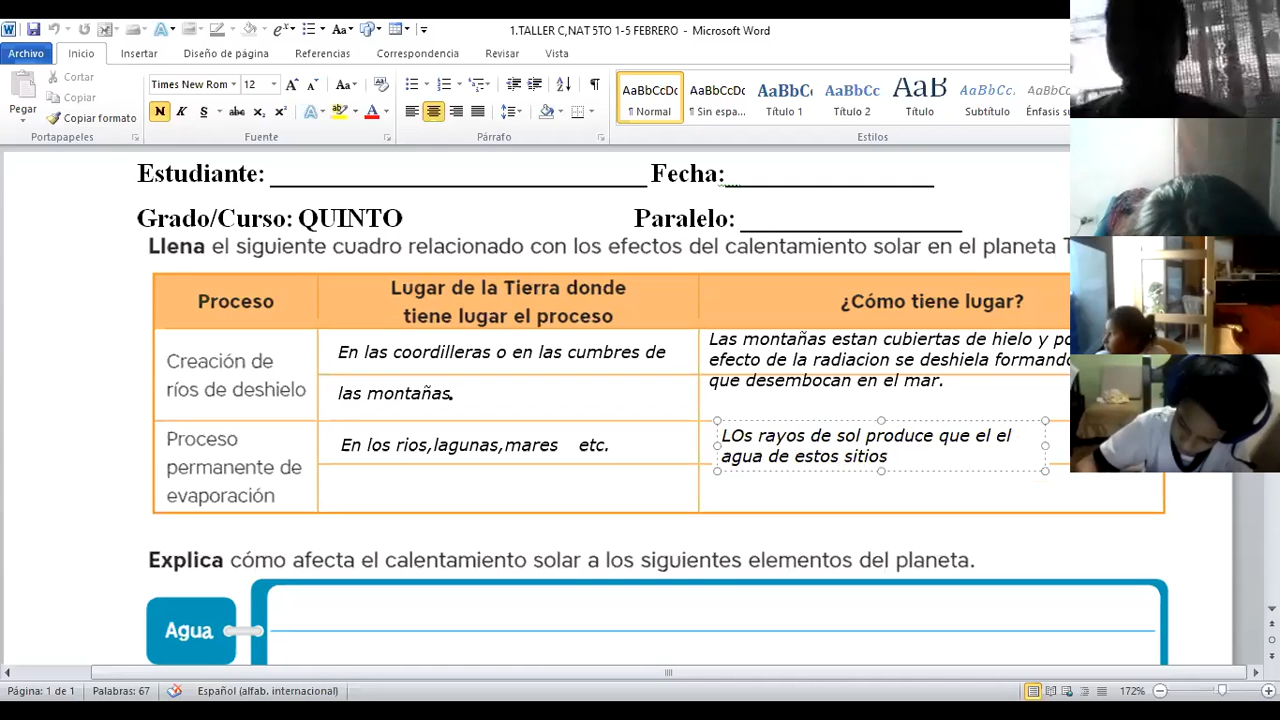 1.TALLER C,NAT 5TO 1-5 FEBRERO - Microsoft Word
Archivo Inicio Insertar Diseño de página Referencias Correspondencia Revisar Vista
Pegar
Cortar
Copiar
Copiar formato
Portapapeles
Times New Rom 12
Fuente
Párrafo
AaBbCcDc AaBbCcDc AaBbC AaBbCc AaB AaBbCc. AaBbCc
¶ Normal ¶ Sin espa... Título 1 Título 2 Título Subtítulo Énfasis su
Estilos
Estudiante: Fecha:
Grado/Curso: QUINTO Paralelo:
Llena el siguiente cuadro relacionado con los efectos del calentamiento solar en el planeta T
Proceso
Lugar de la Tierra donde
tiene lugar el proceso
¿Cómo tiene lugar?
Creación de
ríos de deshielo
En las coordilleras o en las cumbres de
las montañas.
Las montañas estan cubiertas de hielo y po
efecto de la radiacion se deshiela formando
que desembocan en el mar.
Proceso
permanente de
evaporación
En los rios,lagunas,mares etc.
LOs rayos de sol produce que el el
agua de estos sitios
Explica cómo afecta el calentamiento solar a los siguientes elementos del planeta.
Agua
Página: 1 de 1 Palabras: 67 Español (alfab. internacional) 172%